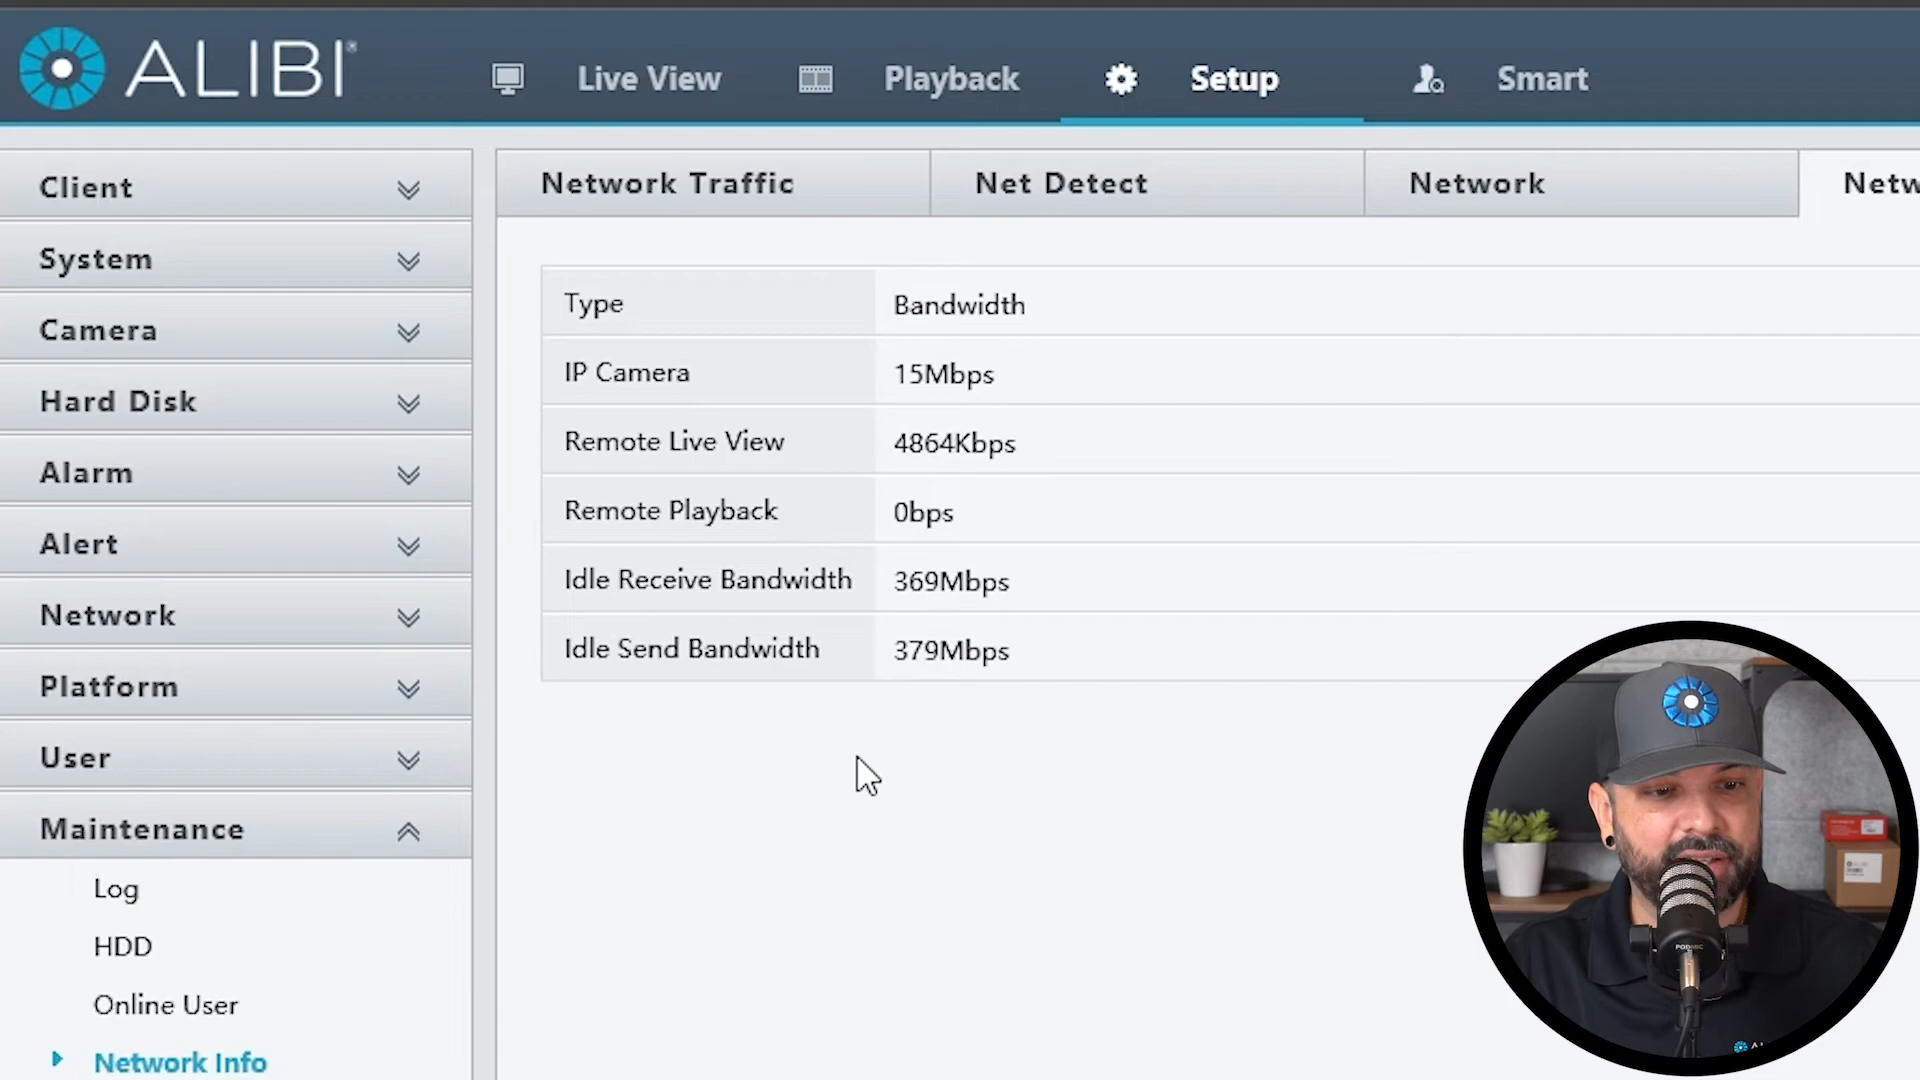 ALIBI®
Live View
Playback
Setup
Smart
Client
System
Camera
Hard Disk
Alarm
Alert
Network
Platform
User
Maintenance
Log
HDD
Online User
Network Info
Network Traffic
Net Detect
Network
Netw
Type Bandwidth
IP Camera 15Mbps
Remote Live View 4864Kbps
Remote Playback 0bps
Idle Receive Bandwidth 369Mbps
Idle Send Bandwidth 379Mbps
PODMIC